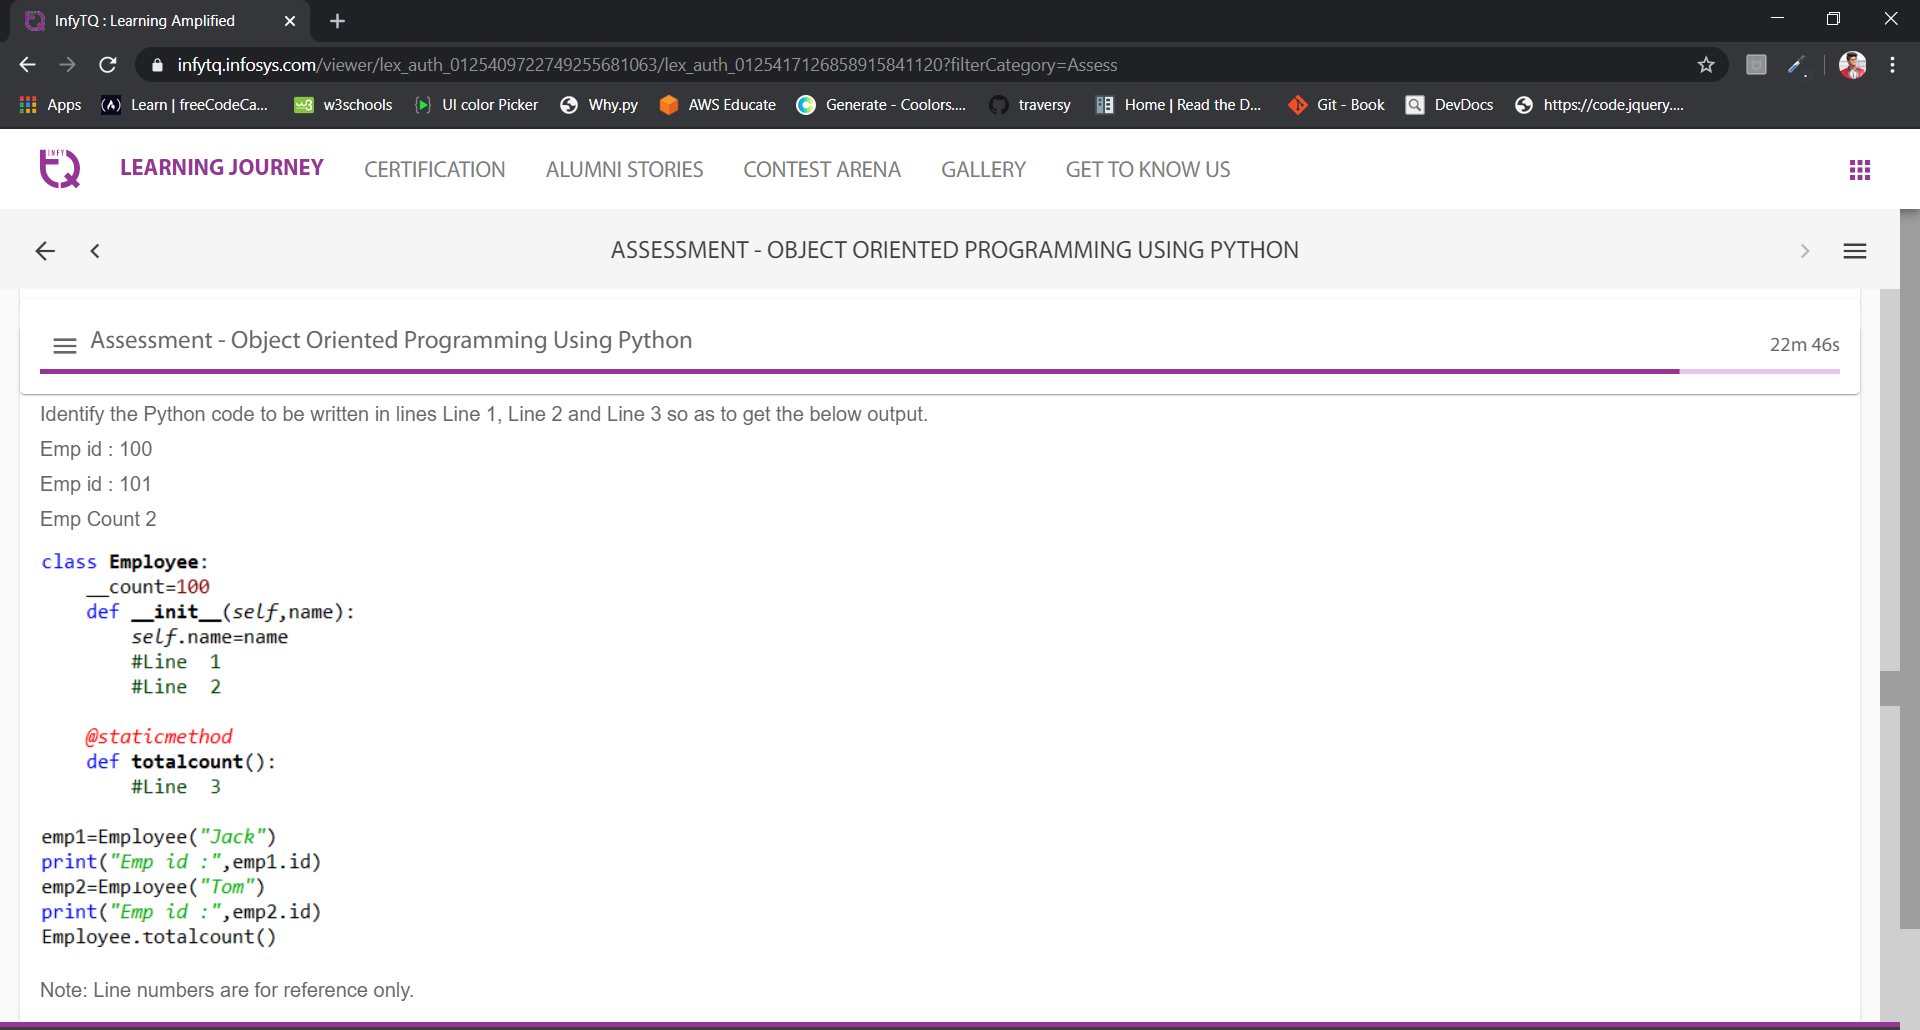 InfyTQ : Learning Amplified
infytq.infosys.com/viewer/lex_auth_0125409722749255681063/lex_auth_0125417126858915841120?filterCategory=Assess
Apps Learn | freeCodeCa... w3schools UI color Picker Why.py AWS Educate Generate - Coolors.... traversy Home | Read the D... Git - Book DevDocs https://code.jquery....
INFY TQ LEARNING JOURNEY CERTIFICATION ALUMNI STORIES CONTEST ARENA GALLERY GET TO KNOW US
ASSESSMENT - OBJECT ORIENTED PROGRAMMING USING PYTHON
Assessment - Object Oriented Programming Using Python 22m 46s
Identify the Python code to be written in lines Line 1, Line 2 and Line 3 so as to get the below output.
Emp id : 100
Emp id : 101
Emp Count 2
class Employee:
    __count=100
    def __init__(self,name):
        self.name=name
        #Line  1
        #Line  2
    @staticmethod
    def totalcount():
        #Line  3
emp1=Employee("Jack")
print("Emp id :",emp1.id)
emp2=Employee("Tom")
print("Emp id :",emp2.id)
Employee.totalcount()
Note: Line numbers are for reference only.